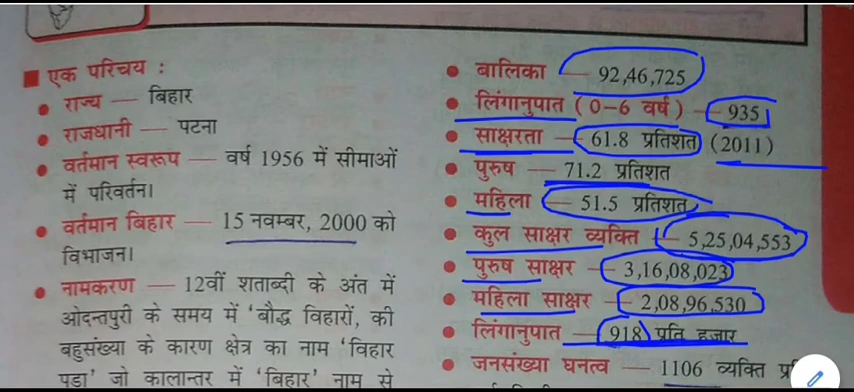 एक परिचय :
राज्य — बिहार
राजधानी — पटना
वर्तमान स्वरूप — वर्ष 1956 में सीमाओं
में परिवर्तन।
वर्तमान बिहार — 15 नवम्बर, 2000 को
विभाजन।
नामकरण — 12वीं शताब्दी के अंत में
ओदन्तपुरी के समय में 'बौद्ध विहारों, की
बहुसंख्या के कारण क्षेत्र का नाम 'विहार
पड़ा' जो कालान्तर में 'बिहार' नाम से
बालिका — 92,46,725
लिंगानुपात (0–6 वर्ष) — 935
साक्षरता — 61.8 प्रतिशत (2011)
पुरुष — 71.2 प्रतिशत
महिला — 51.5 प्रतिशत
कुल साक्षर व्यक्ति — 5,25,04,553
पुरुष साक्षर — 3,16,08,023
महिला साक्षर — 2,08,96,530
लिंगानुपात — 918 प्रति हजार
जनसंख्या घनत्व — 1106 व्यक्ति